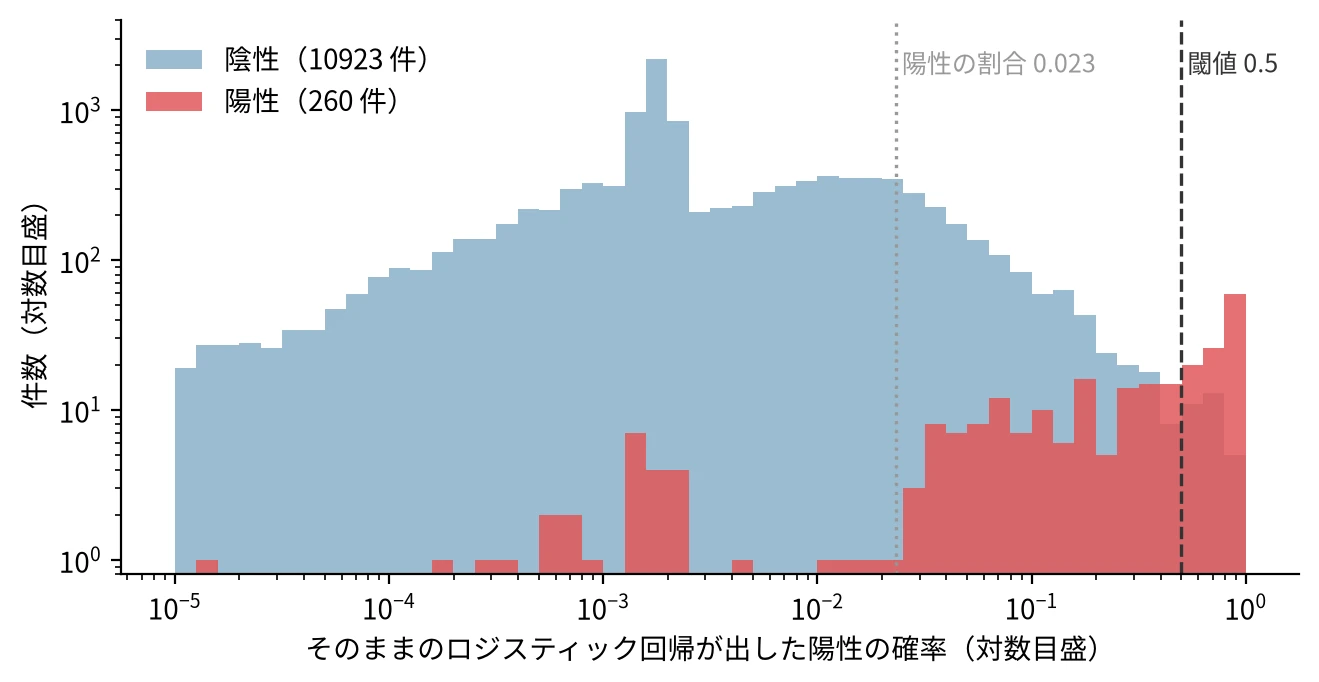 陰性（10923 件）
陽性（260 件）
陽性の割合 0.023
閾値 0.5
件数（対数目盛）
10³
10²
10¹
10⁰
10⁻⁵ 10⁻⁴ 10⁻³ 10⁻² 10⁻¹ 10⁰
そのままのロジスティック回帰が出した陽性の確率（対数目盛）